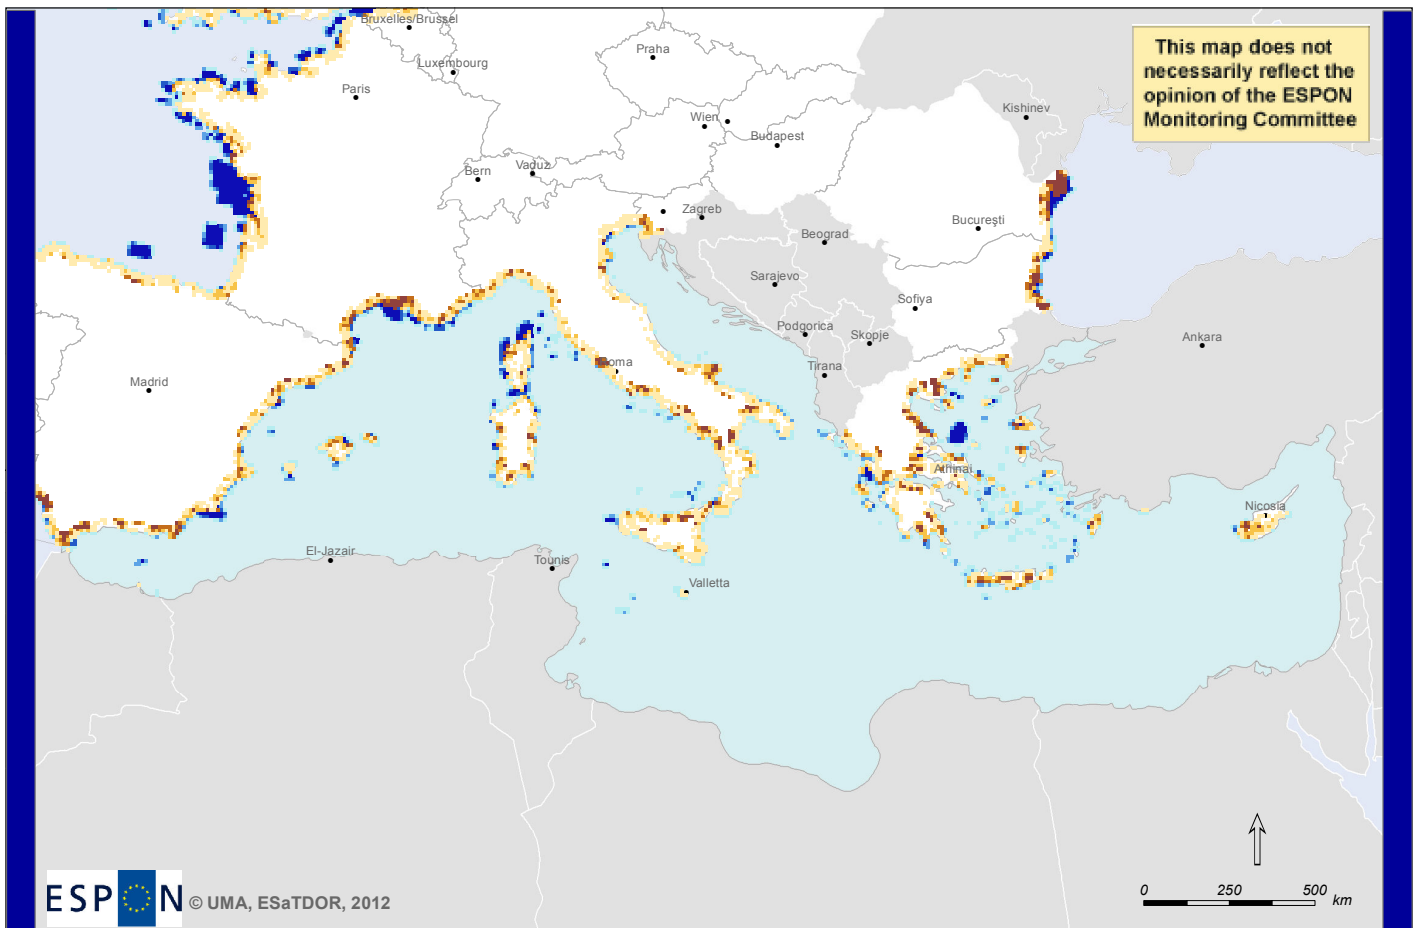 Bruxelles/Brussel
This map does not
necessarily reflect the
opinion of the ESPON
Monitoring Committee
Praha
Luxembourg
Paris
Kishinev
Wien
Budapest
Vaduz
Bern
Zagreb
Bucureşti
Beograd
Sarajevo
Sofiya
Podgorica
Skopje
Ankara
Roma
Tirana
Madrid
Athinai
Nicosia
El-Jazair
Tounis
Valletta
ESPON © UMA, ESaTDOR, 2012
0 250 500 km